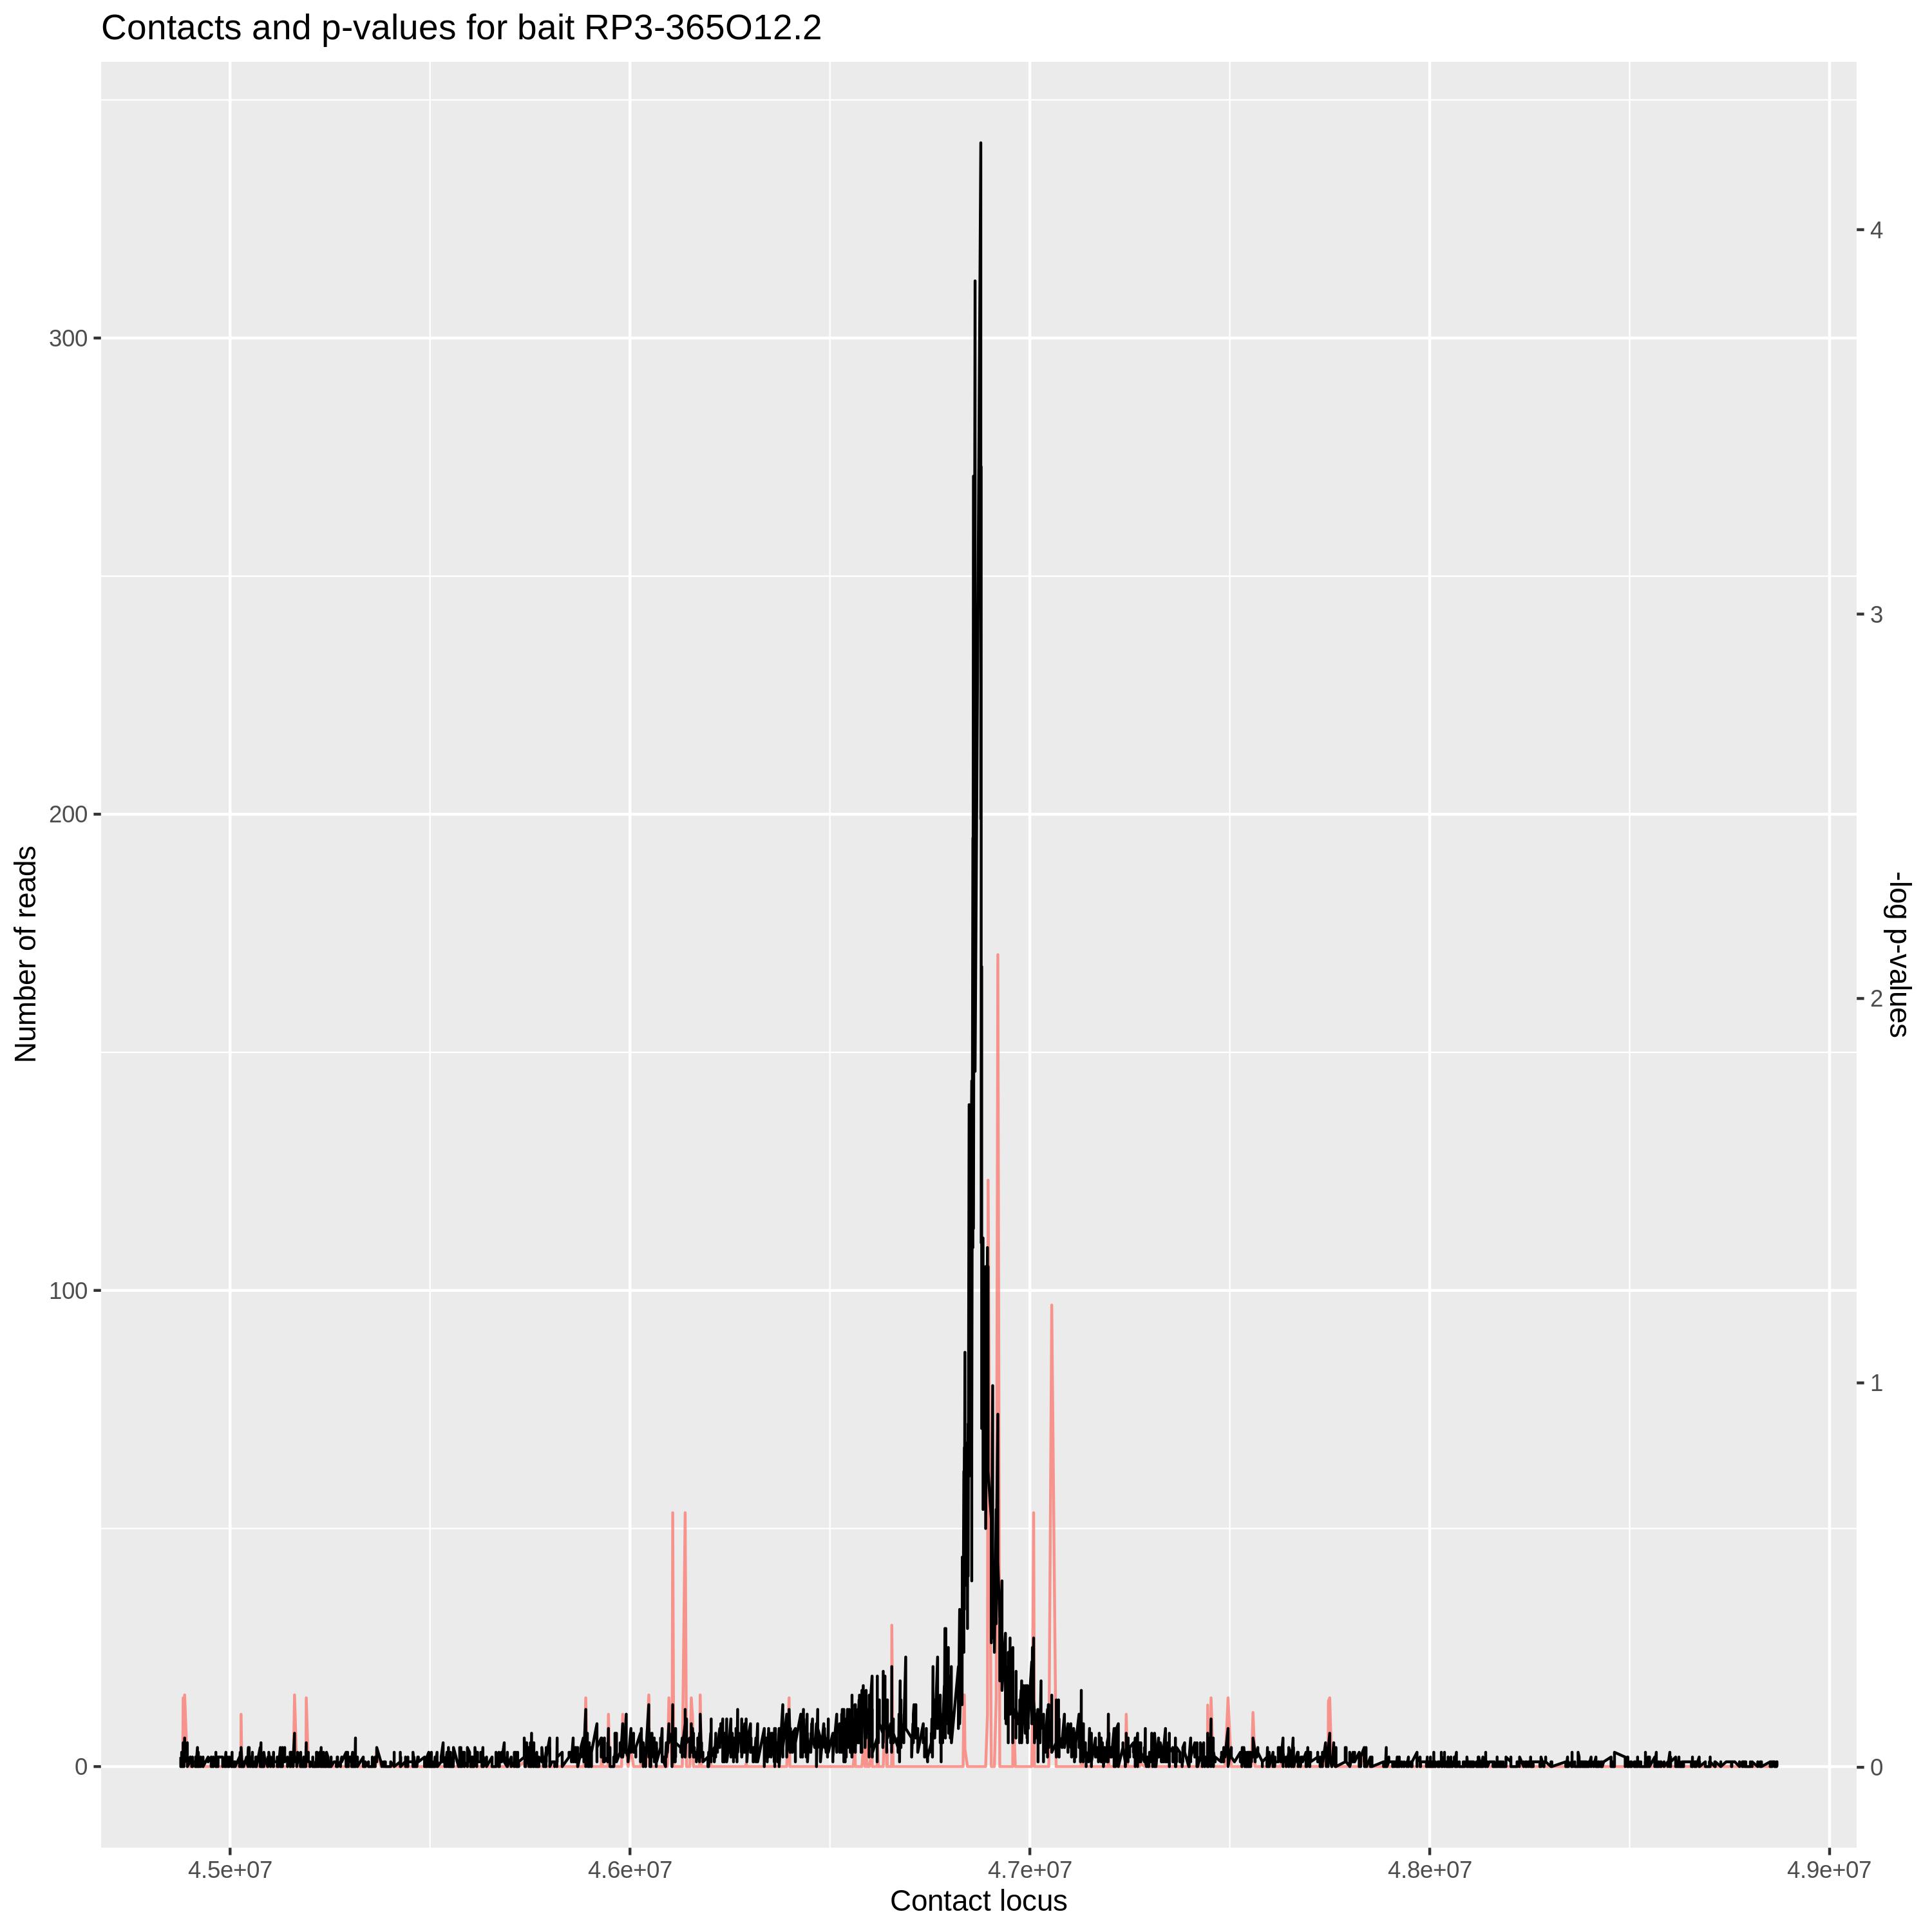 Contacts and p-values for bait RP3-365O12.2
Number of reads
300
200
100
0
4
3
2
1
0
-log p-values
4.5e+07 4.6e+07 4.7e+07 4.8e+07 4.9e+07
Contact locus